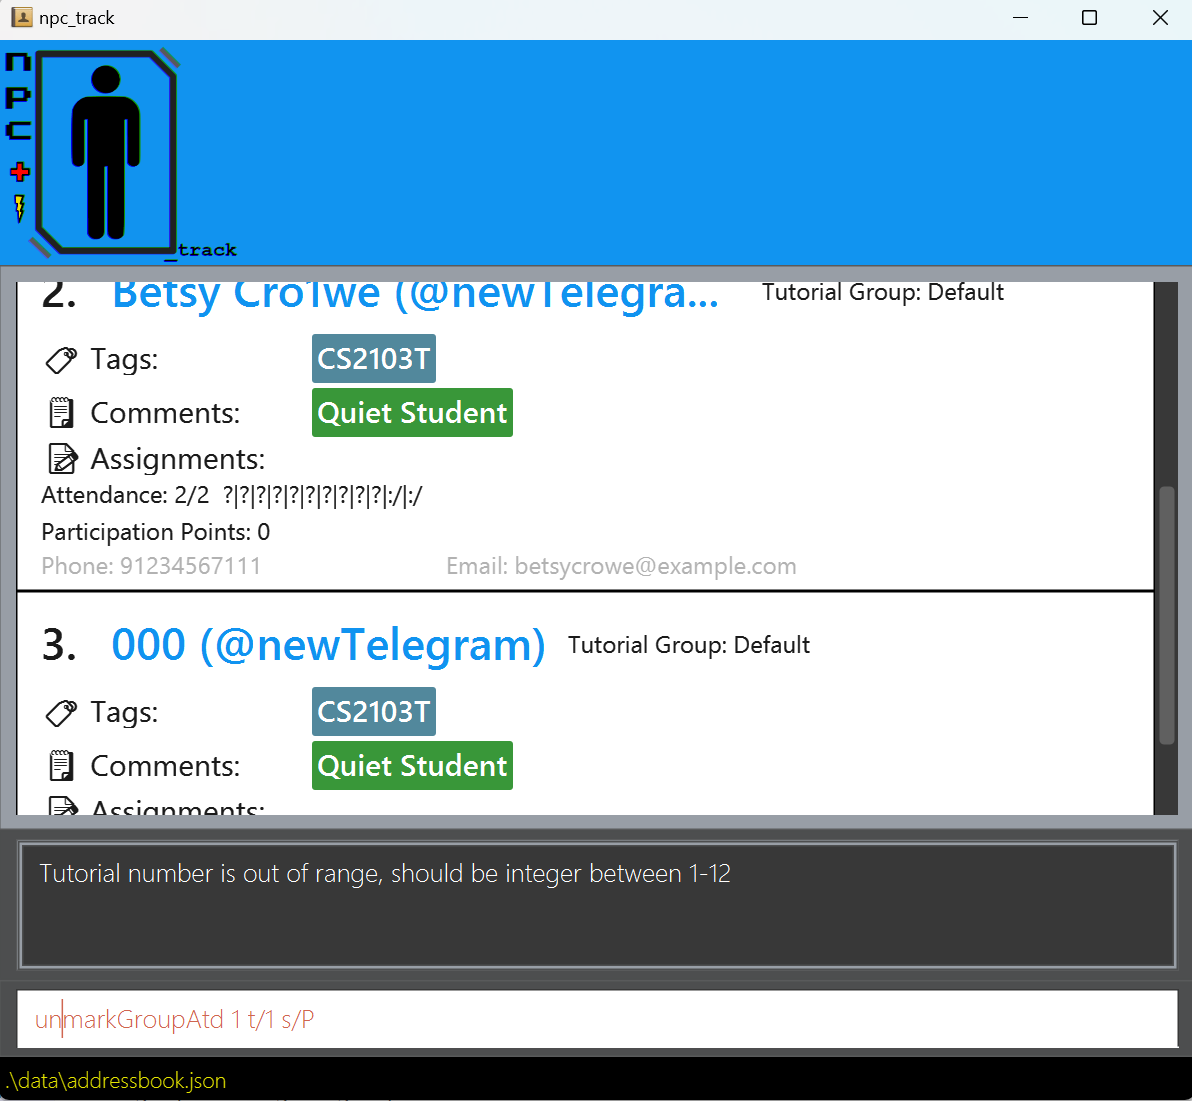 npc_track
n
p
c
_track
2. Betsy Cro1we (@newTelegra... Tutorial Group: Default
Tags: CS2103T
Comments: Quiet Student
Assignments:
Attendance: 2/2 ?|?|?|?|?|?|?|?|?|?|:/|:/
Participation Points: 0
Phone: 91234567111 Email: betsycrowe@example.com
3. 000 (@newTelegram) Tutorial Group: Default
Tags: CS2103T
Comments: Quiet Student
Assignments:
Tutorial number is out of range, should be integer between 1-12
unmarkGroupAtd 1 t/1 s/P
.\data\addressbook.json